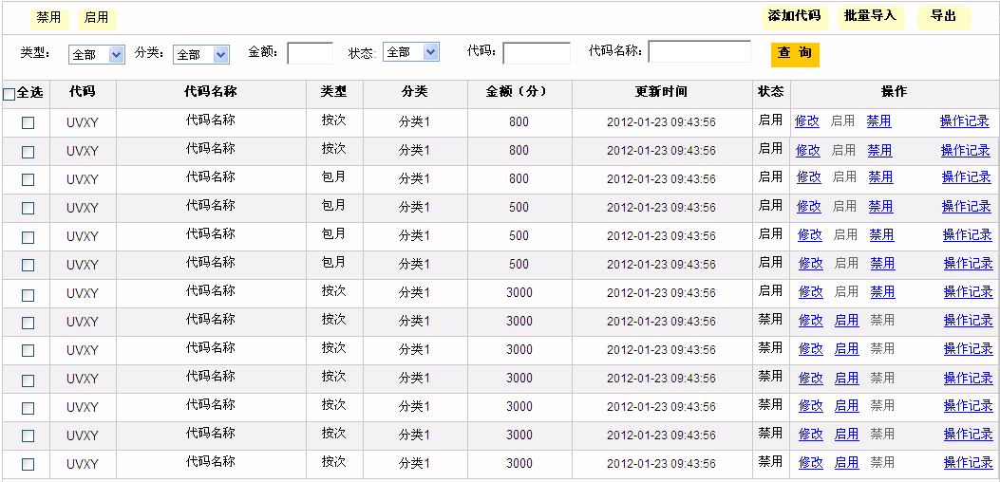 禁用 启用 添加代码 批量导入 导出
类型： 全部 分类： 全部 金额： 状态: 全部 代码： 代码名称： 查 询
全选 代码 代码名称 类型 分类 金额（分） 更新时间 状态 操作
UVXY 代码名称 按次 分类1 800 2012-01-23 09:43:56 启用 修改 启用 禁用 操作记录
UVXY 代码名称 按次 分类1 800 2012-01-23 09:43:56 启用 修改 启用 禁用 操作记录
UVXY 代码名称 包月 分类1 800 2012-01-23 09:43:56 启用 修改 启用 禁用 操作记录
UVXY 代码名称 包月 分类1 500 2012-01-23 09:43:56 启用 修改 启用 禁用 操作记录
UVXY 代码名称 包月 分类1 500 2012-01-23 09:43:56 启用 修改 启用 禁用 操作记录
UVXY 代码名称 包月 分类1 500 2012-01-23 09:43:56 启用 修改 启用 禁用 操作记录
UVXY 代码名称 按次 分类1 3000 2012-01-23 09:43:56 启用 修改 启用 禁用 操作记录
UVXY 代码名称 按次 分类1 3000 2012-01-23 09:43:56 禁用 修改 启用 禁用 操作记录
UVXY 代码名称 按次 分类1 3000 2012-01-23 09:43:56 禁用 修改 启用 禁用 操作记录
UVXY 代码名称 按次 分类1 3000 2012-01-23 09:43:56 禁用 修改 启用 禁用 操作记录
UVXY 代码名称 按次 分类1 3000 2012-01-23 09:43:56 禁用 修改 启用 禁用 操作记录
UVXY 代码名称 按次 分类1 3000 2012-01-23 09:43:56 禁用 修改 启用 禁用 操作记录
UVXY 代码名称 按次 分类1 3000 2012-01-23 09:43:56 禁用 修改 启用 禁用 操作记录